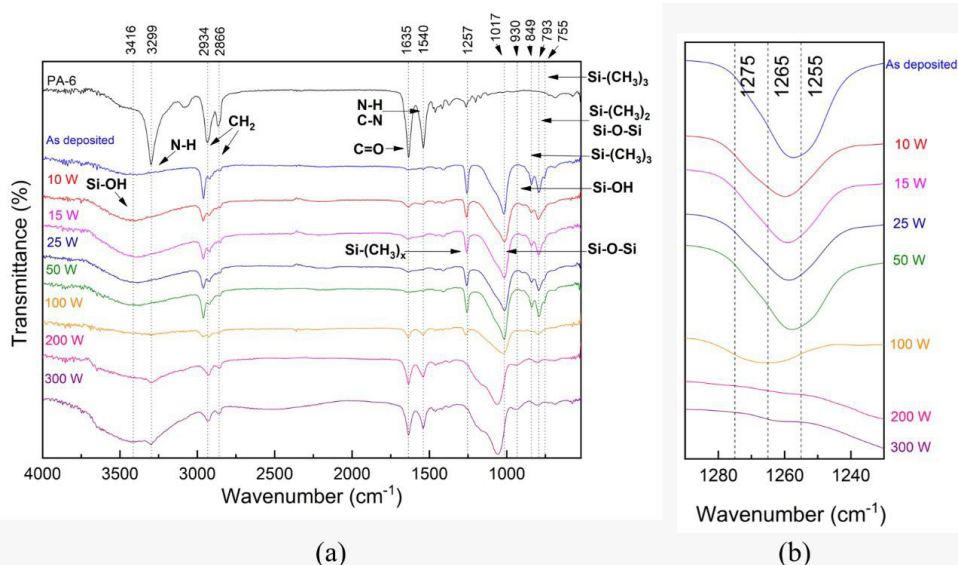 3416
3299
2934
2866
1635
1540
1257
1017
930
849
793
755
PA-6
As deposited
10 W
15 W
25 W
50 W
100 W
200 W
300 W
N-H
Si-OH
CH2
N-H
C-N
C=O
Si-(CH3)x
Si-(CH3)3
Si-(CH3)2
Si-O-Si
Si-(CH3)3
Si-OH
Si-O-Si
Transmittance (%)
4000 3500 3000 2500 2000 1500 1000
Wavenumber (cm-1)
(a)
1275
1265
1255
As deposited
10 W
15 W
25 W
50 W
100 W
200 W
300 W
1280 1260 1240
Wavenumber (cm-1)
(b)